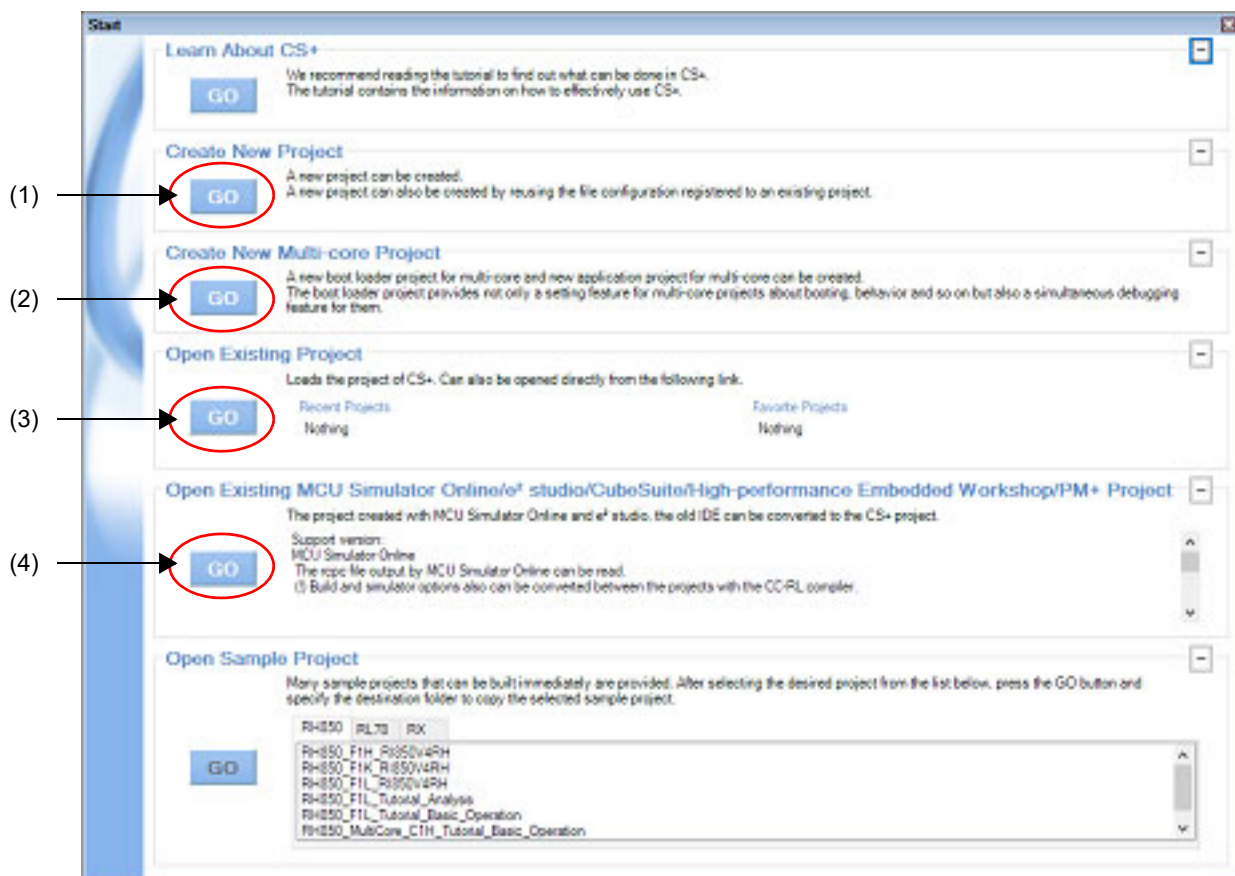 Start
Learn About CS+
We recommend reading the tutorial to find out what can be done in CS+.
The tutorial contains the information on how to effectively use CS+.
GO
Create New Project
A new project can be created.
A new project can also be created by reusing the file configuration registered to an existing project.
(1)
GO
Create New Multi-core Project
A new boot loader project for multi-core and new application project for multi-core can be created.
The boot loader project provides not only a setting feature for multi-core projects about booting, behavior and so on but also a simultaneous debugging
feature for them.
(2)
GO
Open Existing Project
Loads the project of CS+. Can also be opened directly from the following link.
Recent Projects Favorite Projects
(3)
GO
Nothing Nothing
Open Existing MCU Simulator Online/e² studio/CubeSuite/High-performance Embedded Workshop/PM+ Project
The project created with MCU Simulator Online and e² studio, the old IDE can be converted to the CS+ project.
Support version:
MCU Simulator Online
(4)
GO
The rcpc file output by MCU Simulator Online can be read.
(!) Build and simulator options also can be converted between the projects with the CC-RL compiler.
Open Sample Project
Many sample projects that can be built immediately are provided. After selecting the desired project from the list below, press the GO button and
specify the destination folder to copy the selected sample project.
RH850 RL78 RX
GO
RH850_F1H_RI850V4RH
RH850_F1K_RI850V4RH
RH850_F1L_RI850V4RH
RH850_F1L_Tutorial_Analysis
RH850_F1L_Tutorial_Basic_Operation
RH850_MultiCore_C1H_Tutorial_Basic_Operation